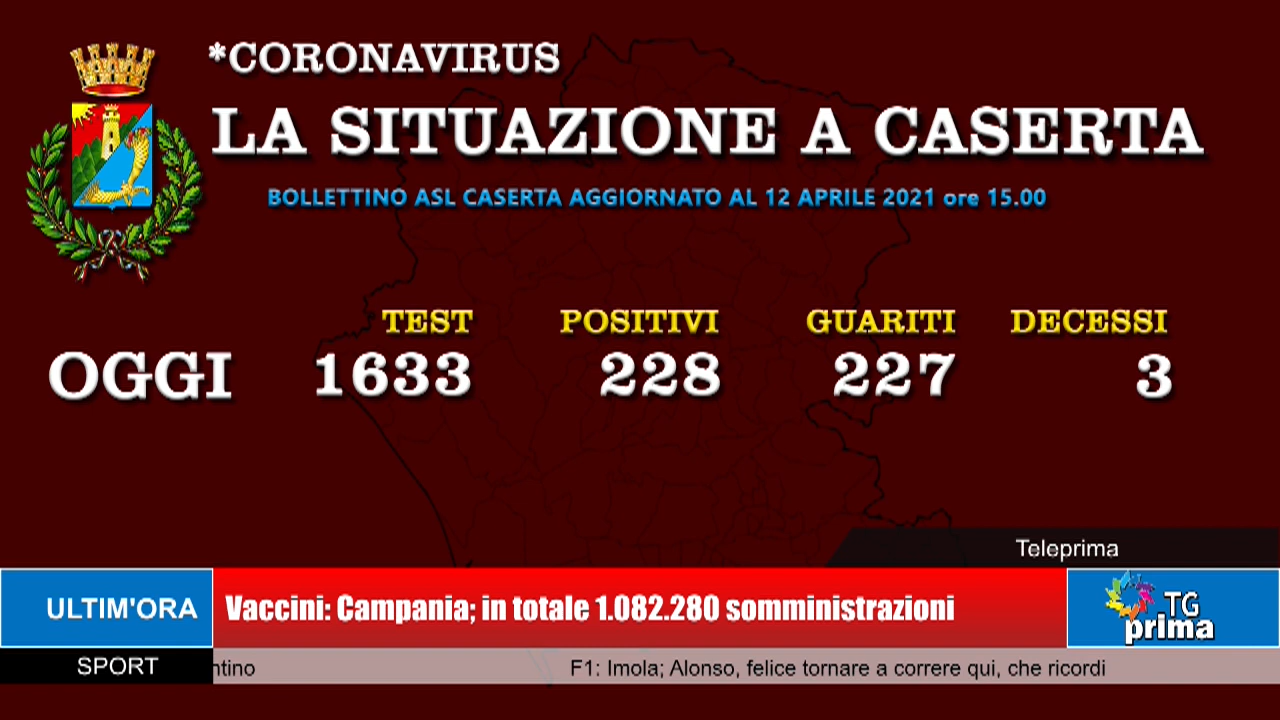 *CORONAVIRUS
LA SITUAZIONE A CASERTA
BOLLETTINO ASL CASERTA AGGIORNATO AL 12 APRILE 2021 ore 15.00
TEST POSITIVI GUARITI DECESSI
OGGI 1633 228 227 3
Teleprima
ULTIM'ORA Vaccini: Campania; in totale 1.082.280 somministrazioni
TG
prima
SPORT ntino F1: Imola; Alonso, felice tornare a correre qui, che ricordi